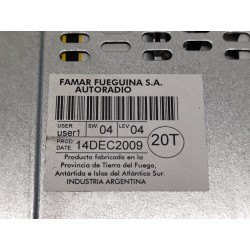 FAMAR FUEGUINA S.A.
AUTORADIO
USER: user1 SW 04 LEV 04
PROD DATE: 14DEC2009 20T
Producto fabricado en la
Provincia de Tierra del Fuego,
Antártida e Islas del Atlántico Sur.
INDUSTRIA ARGENTINA